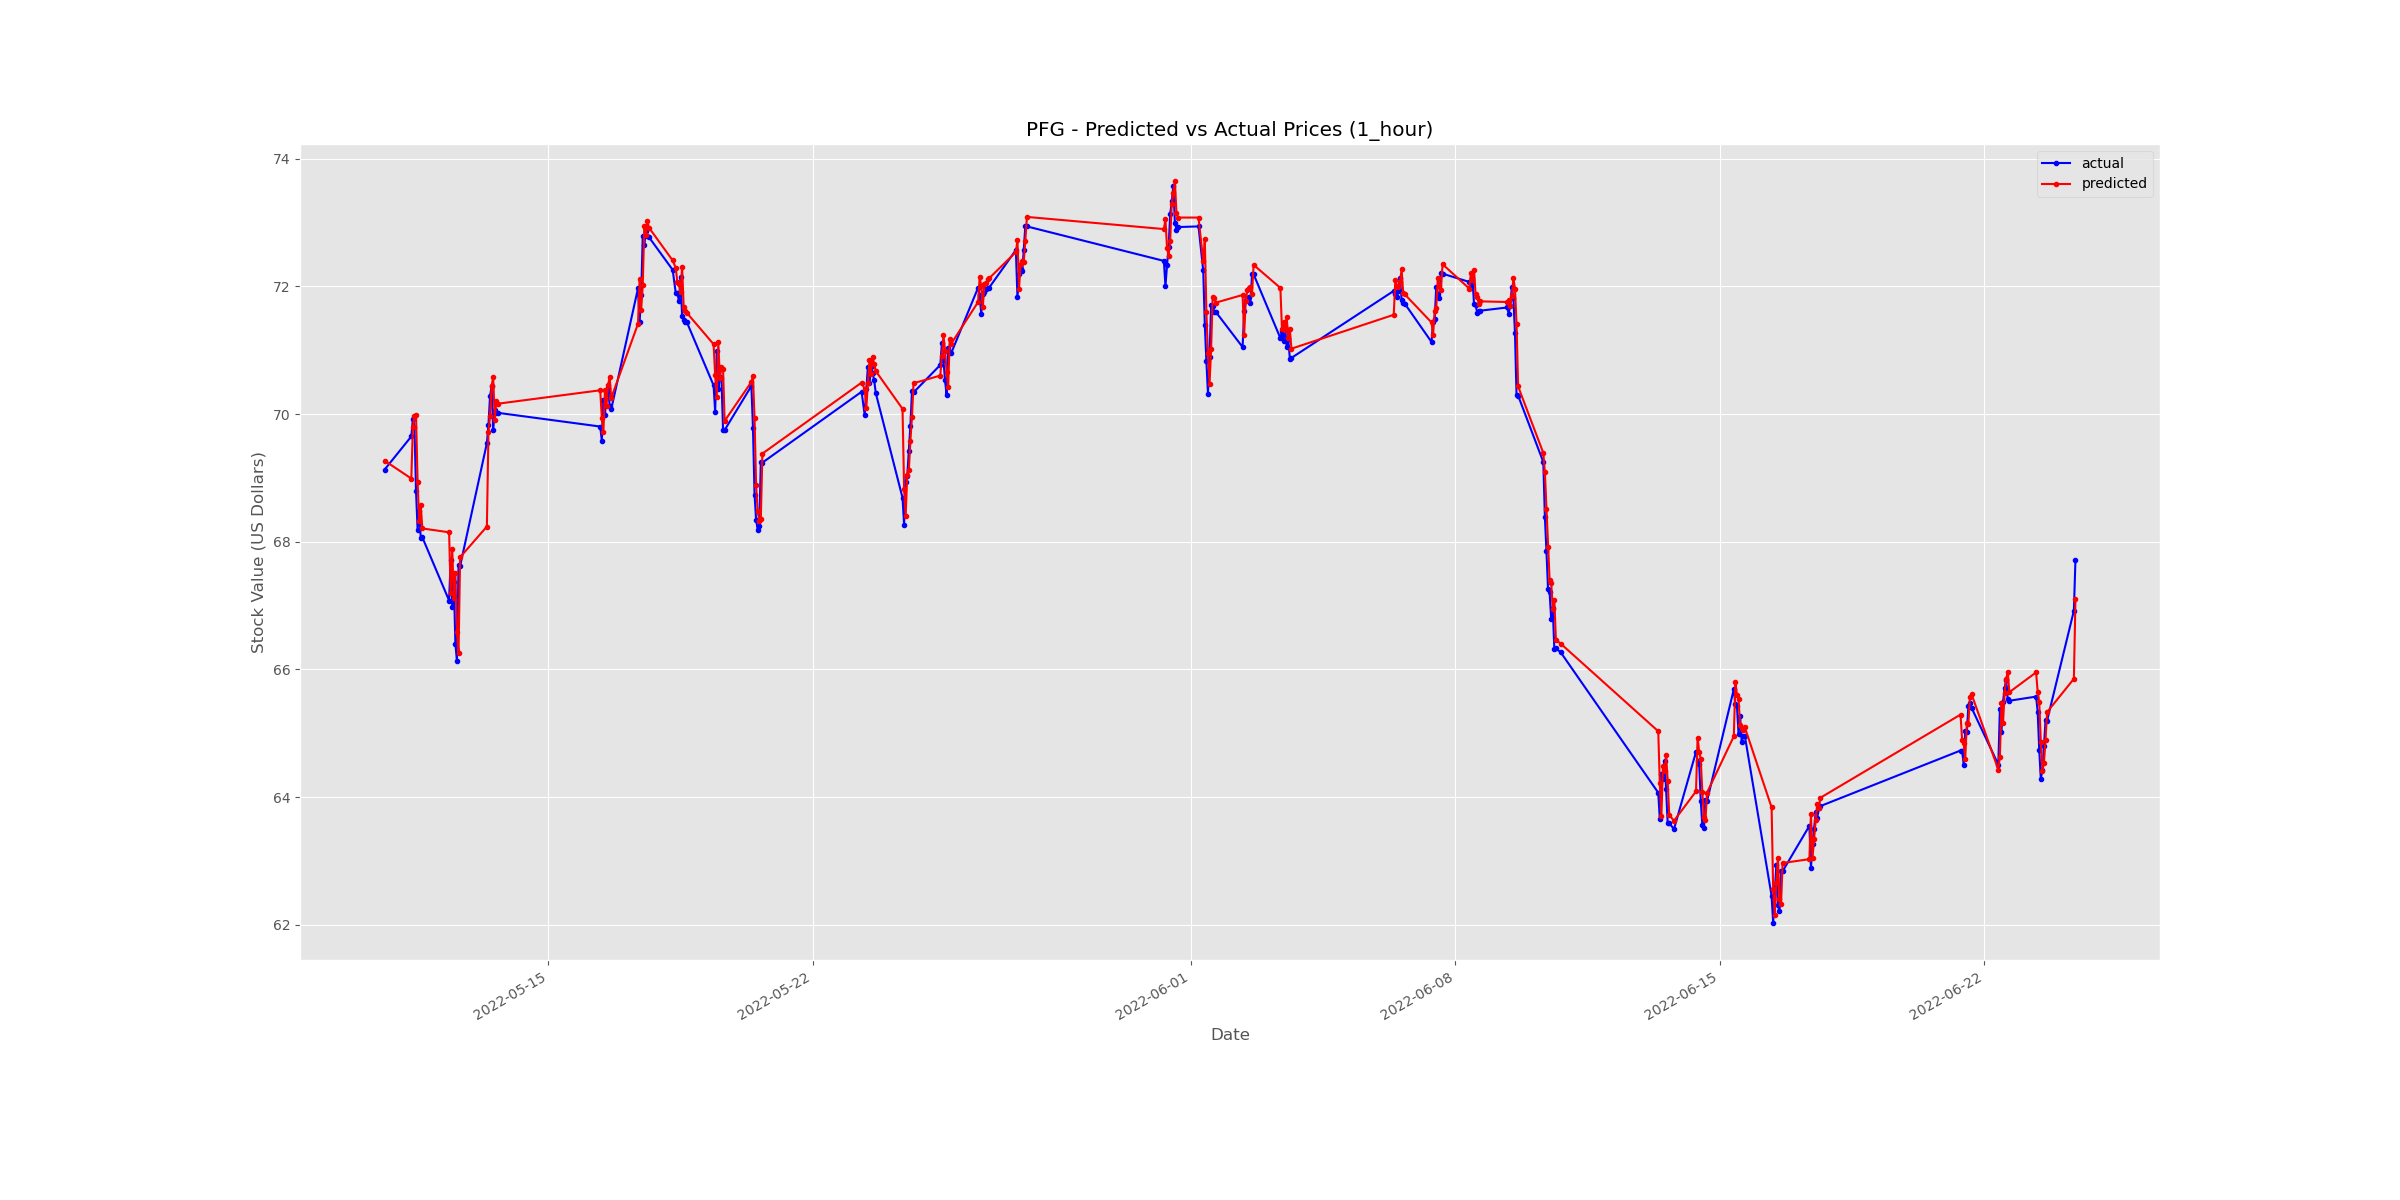 PFG - Predicted vs Actual Prices (1_hour)
actual
predicted
Stock Value (US Dollars)
74
72
70
68
66
64
62
2022-05-15
2022-05-22
2022-06-01
2022-06-08
2022-06-15
2022-06-22
Date